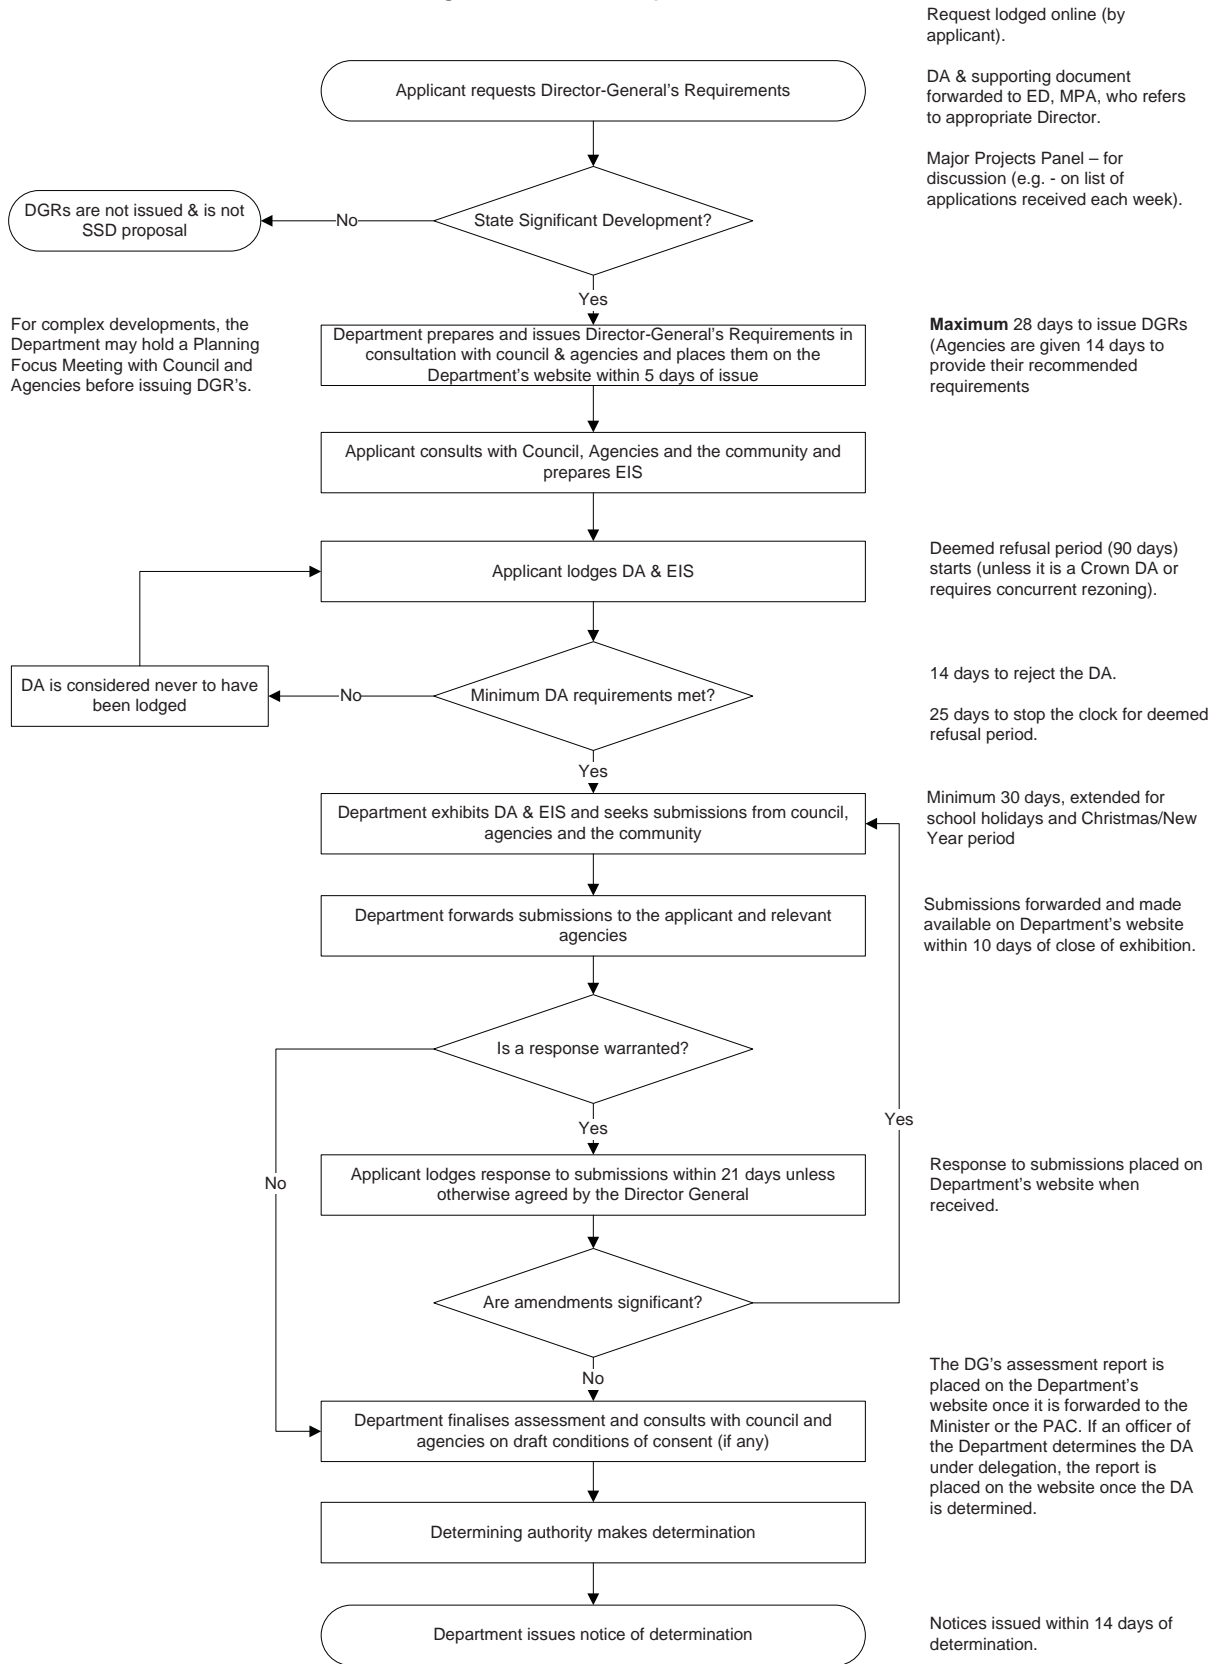 Request lodged online (by
applicant).
Applicant requests Director-General's Requirements
DA & supporting document
forwarded to ED, MPA, who refers
to appropriate Director.
Major Projects Panel – for
discussion (e.g. - on list of
applications received each week).
DGRs are not issued & is not
SSD proposal
No
State Significant Development?
Yes
For complex developments, the
Department may hold a Planning
Focus Meeting with Council and
Agencies before issuing DGR's.
Department prepares and issues Director-General's Requirements in
consultation with council & agencies and places them on the
Department's website within 5 days of issue
Maximum 28 days to issue DGRs
(Agencies are given 14 days to
provide their recommended
requirements
Applicant consults with Council, Agencies and the community and
prepares EIS
Applicant lodges DA & EIS
Deemed refusal period (90 days)
starts (unless it is a Crown DA or
requires concurrent rezoning).
DA is considered never to have
been lodged
No
Minimum DA requirements met?
14 days to reject the DA.
25 days to stop the clock for deemed
refusal period.
Yes
Department exhibits DA & EIS and seeks submissions from council,
agencies and the community
Minimum 30 days, extended for
school holidays and Christmas/New
Year period
Department forwards submissions to the applicant and relevant
agencies
Submissions forwarded and made
available on Department's website
within 10 days of close of exhibition.
Is a response warranted?
Yes
Yes
No
Applicant lodges response to submissions within 21 days unless
otherwise agreed by the Director General
Response to submissions placed on
Department's website when
received.
Are amendments significant?
No
Department finalises assessment and consults with council and
agencies on draft conditions of consent (if any)
The DG's assessment report is
placed on the Department's
website once it is forwarded to the
Minister or the PAC. If an officer of
the Department determines the DA
under delegation, the report is
placed on the website once the DA
is determined.
Determining authority makes determination
Department issues notice of determination
Notices issued within 14 days of
determination.